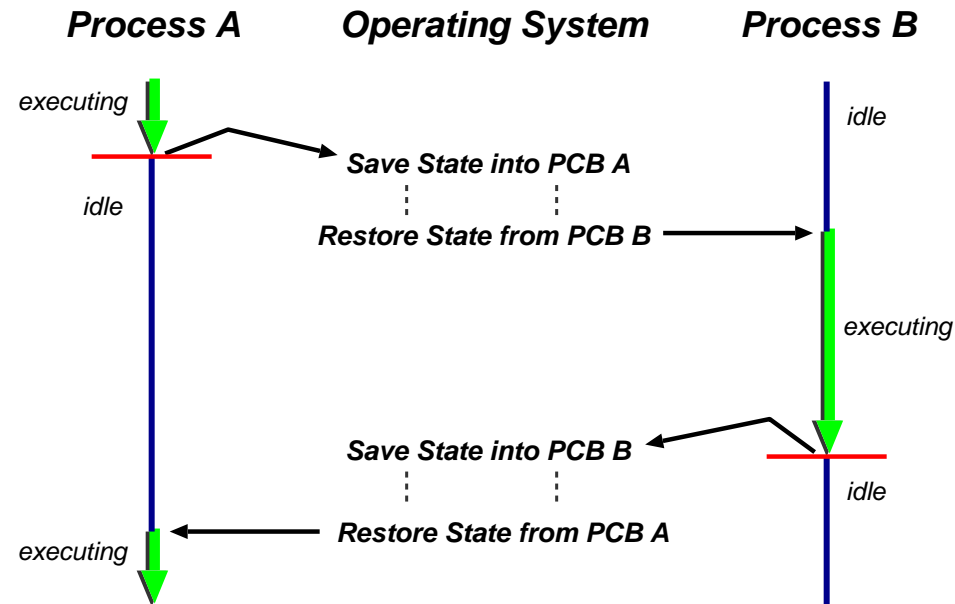 Process A
Operating System
Process B
executing
idle
Save State into PCB A
idle
Restore State from PCB B
executing
Save State into PCB B
idle
Restore State from PCB A
executing